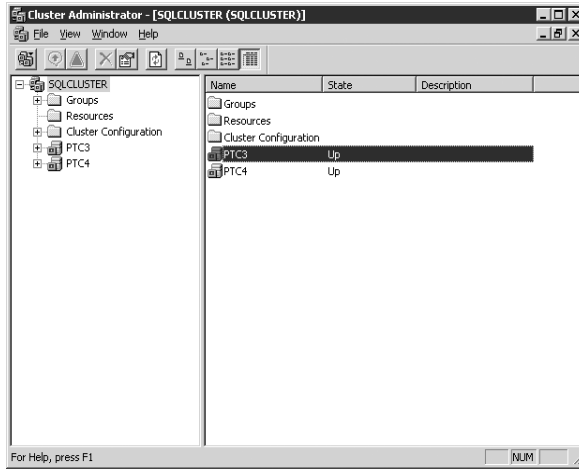 Cluster Administrator - [SQLCLUSTER (SQLCLUSTER)]
File View Window Help
SQLCLUSTER
Groups
Resources
Cluster Configuration
PTC3
PTC4
Name State Description
Groups
Resources
Cluster Configuration
PTC3 Up
PTC4 Up
For Help, press F1 NUM